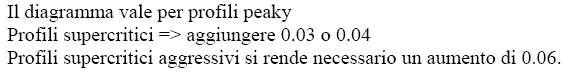 Il diagramma vale per profili peaky
Profili supercritici => aggiungere 0.03 o 0.04
Profili supercritici aggressivi si rende necessario un aumento di 0.06.